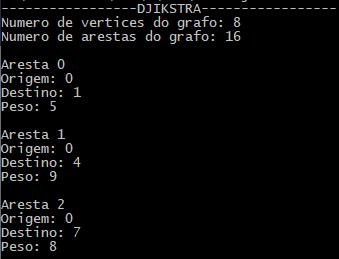 -----------------DJIKSTRA-----------------
Numero de vertices do grafo: 8
Numero de arestas do grafo: 16
Aresta 0
Origem: 0
Destino: 1
Peso: 5
Aresta 1
Origem: 0
Destino: 4
Peso: 9
Aresta 2
Origem: 0
Destino: 7
Peso: 8